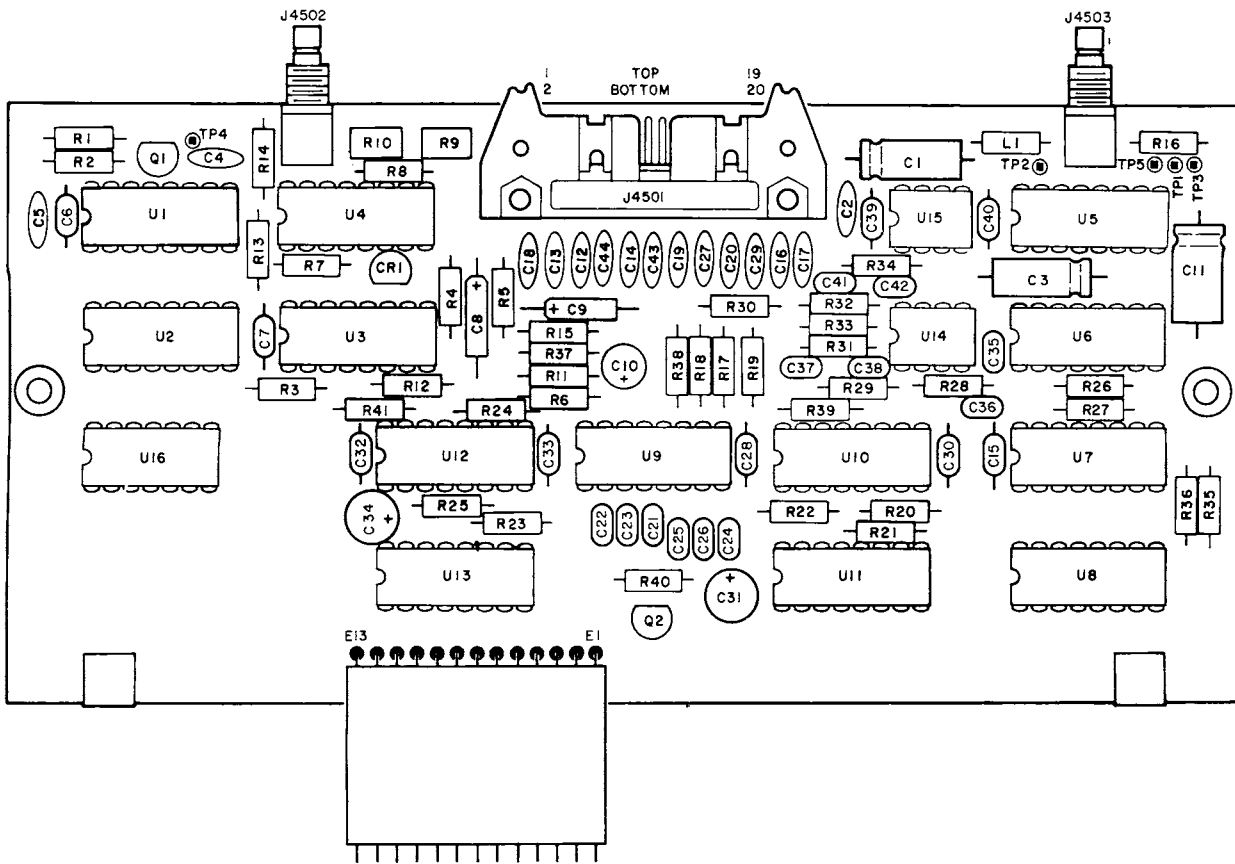 J4502
J4503
1 TOP 19
2 BOTTOM 20
R1
R2
Q1
TP4
C4
R14
R10
R9
R8
C1
L1
TP2
R16
TP5
TP1
TP3
J4501
C5
C6
U1
U4
C2
C39
U15
C40
U5
R13
R7
CR1
R4
C8 +
R5
C18
C13
C12
C44
C14
C43
C19
C27
C20
C29
C16
C17
R34
C41
C42
C3
C11
U2
C7
U3
+ C9
R30
R32
R33
R31
R15
R37
R11
R6
C10 +
R38
R18
R17
R19
C37
C38
U14
C35
U6
R3
R12
R41
R24
R29
R39
R28
C36
R26
R27
U16
C32
U12
C33
U9
C28
U10
C30
C15
U7
C34 +
R25
R23
C22
C23
C21
C25
C26
C24
R22
R20
R21
R36
R35
U13
R40
+ C31
Q2
U11
U8
E13
E1